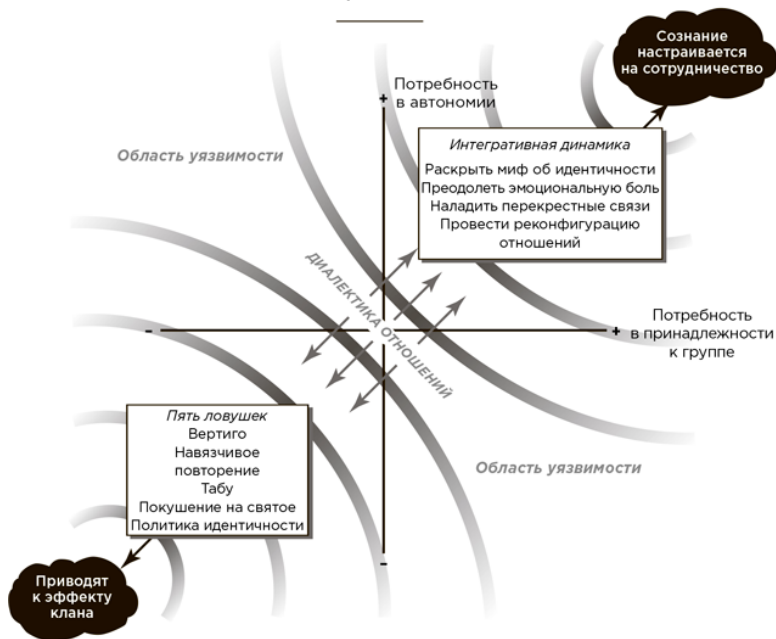 Сознание
настраивается
на сотрудничество
Потребность
в автономии
+
Область уязвимости
Интегративная динамика
Раскрыть миф об идентичности
Преодолеть эмоциональную боль
Наладить перекрестные связи
Провести реконфигурацию
отношений
ДИАЛЕКТИКА ОТНОШЕНИЙ
-
+
Потребность
в принадлежности
к группе
Пять ловушек
Вертиго
Навязчивое
повторение
Табу
Покушение на святое
Политика идентичности
Область уязвимости
-
Приводят
к эффекту
клана